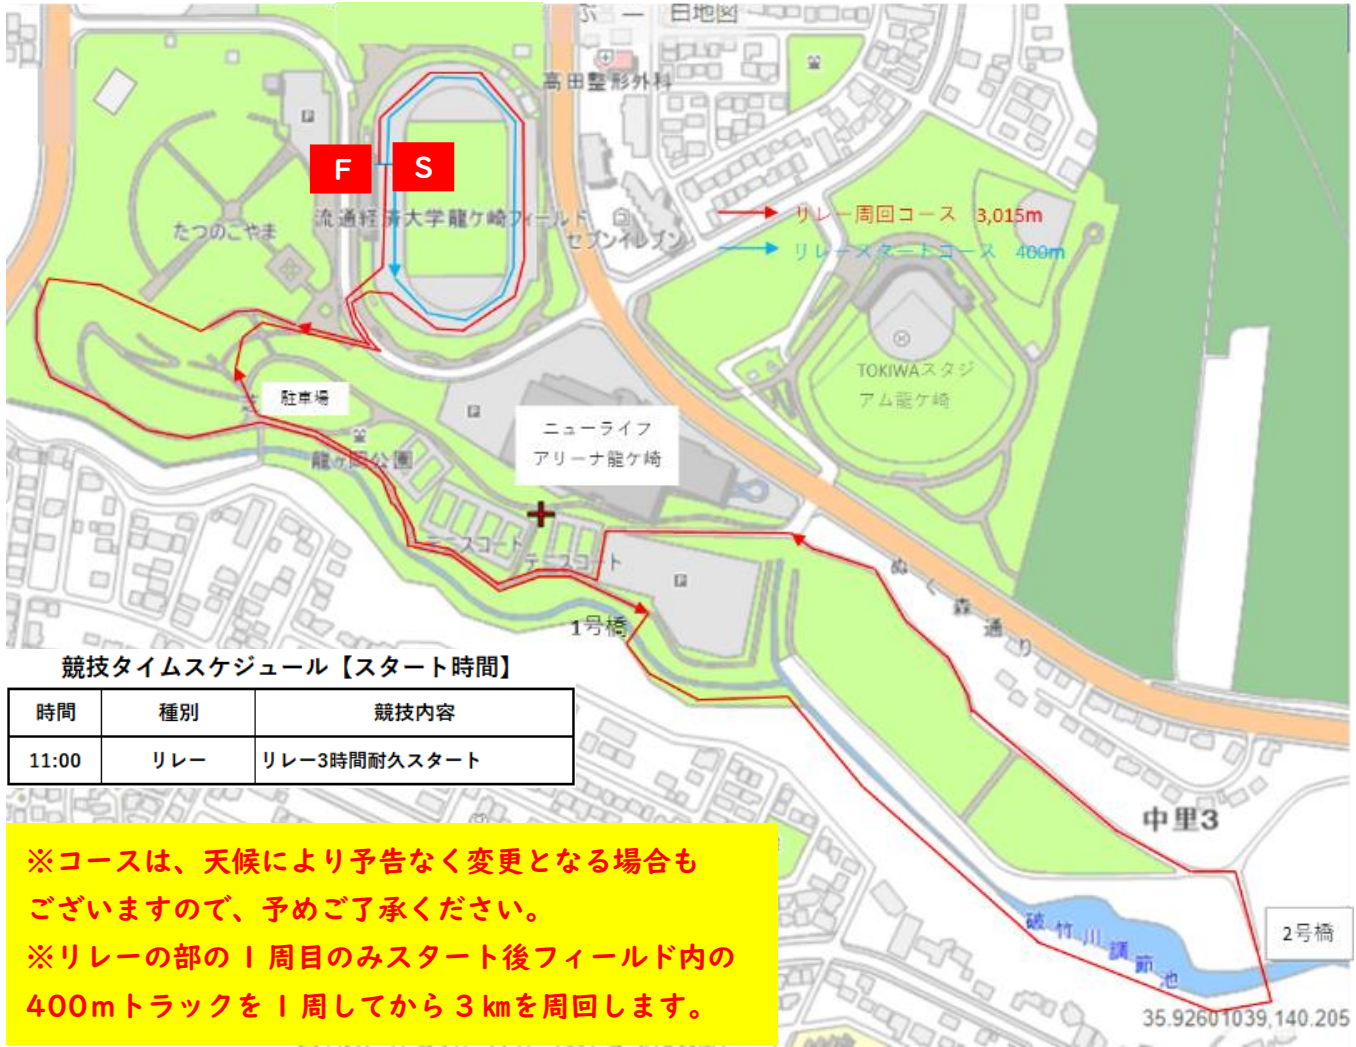 高田整形外科
F
S
流通経済大学龍ケ崎フィールド
セブンイレブン
たつのこやま
リレー周回コース 3,015m
リレースタートコース 400m
TOKIWAスタジ
アム龍ケ崎
駐車場
ニューライフ
アリーナ龍ケ崎
龍ヶ岡公園
テニスコート
テニスコート
1号橋
P
P
P
中里3
2号橋
破竹川調節池
35.92601039,140.205
競技タイムスケジュール【スタート時間】
時間 種別 競技内容
11:00 リレー リレー3時間耐久スタート
※コースは、天候により予告なく変更となる場合も
ございますので、予めご了承ください。
※リレーの部の1周目のみスタート後フィールド内の
400mトラックを1周してから3㎞を周回します。